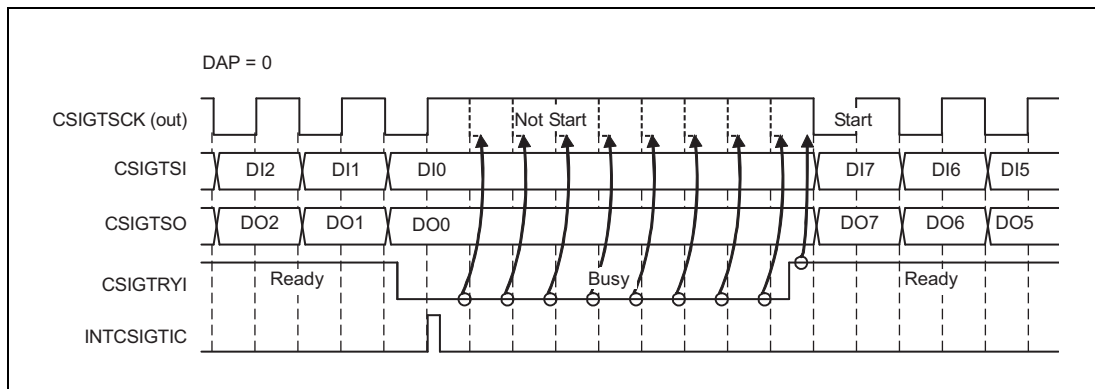 DAP = 0
CSIGTSCK (out) Not Start Start
CSIGTSI DI2 DI1 DI0 DI7 DI6 DI5
CSIGTSO DO2 DO1 DO0 DO7 DO6 DO5
CSIGTRYI Ready Busy Ready
INTCSIGTIC